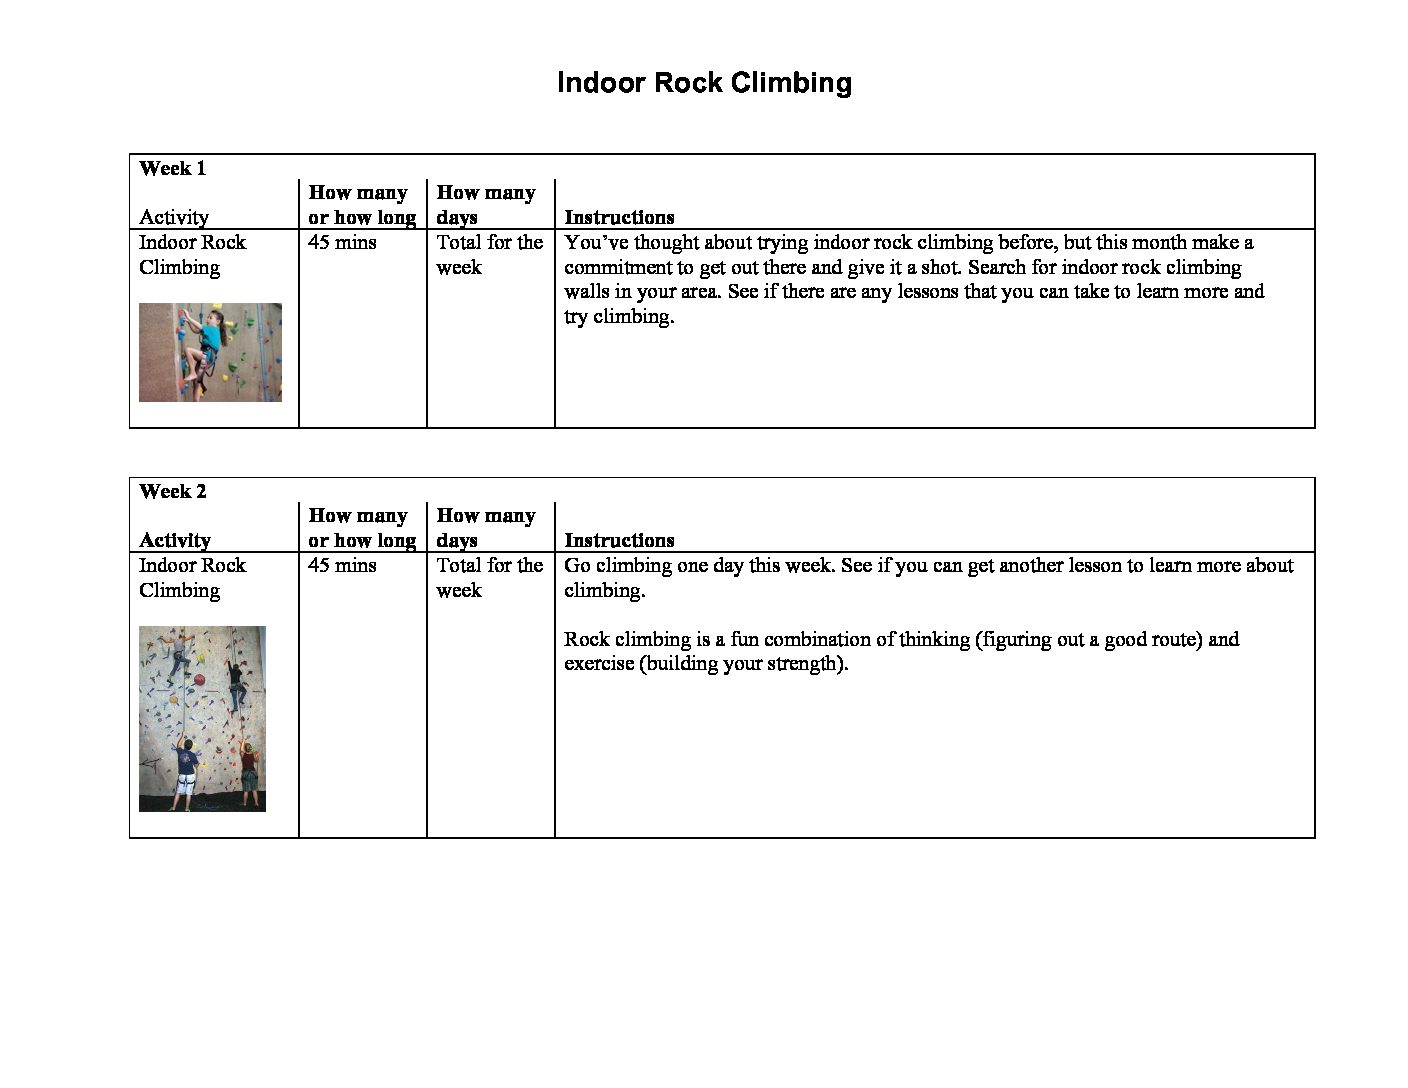 Indoor Rock Climbing
Week 1
Activity
How many
or how long
How many
days
Instructions
Indoor Rock
Climbing
45 mins
Total for the
week
You’ve thought about trying indoor rock climbing before, but this month make a
commitment to get out there and give it a shot. Search for indoor rock climbing
walls in your area. See if there are any lessons that you can take to learn more and
try climbing.
Week 2
Activity
How many
or how long
How many
days
Instructions
Indoor Rock
Climbing
45 mins
Total for the
week
Go climbing one day this week. See if you can get another lesson to learn more about
climbing.
Rock climbing is a fun combination of thinking (figuring out a good route) and
exercise (building your strength).